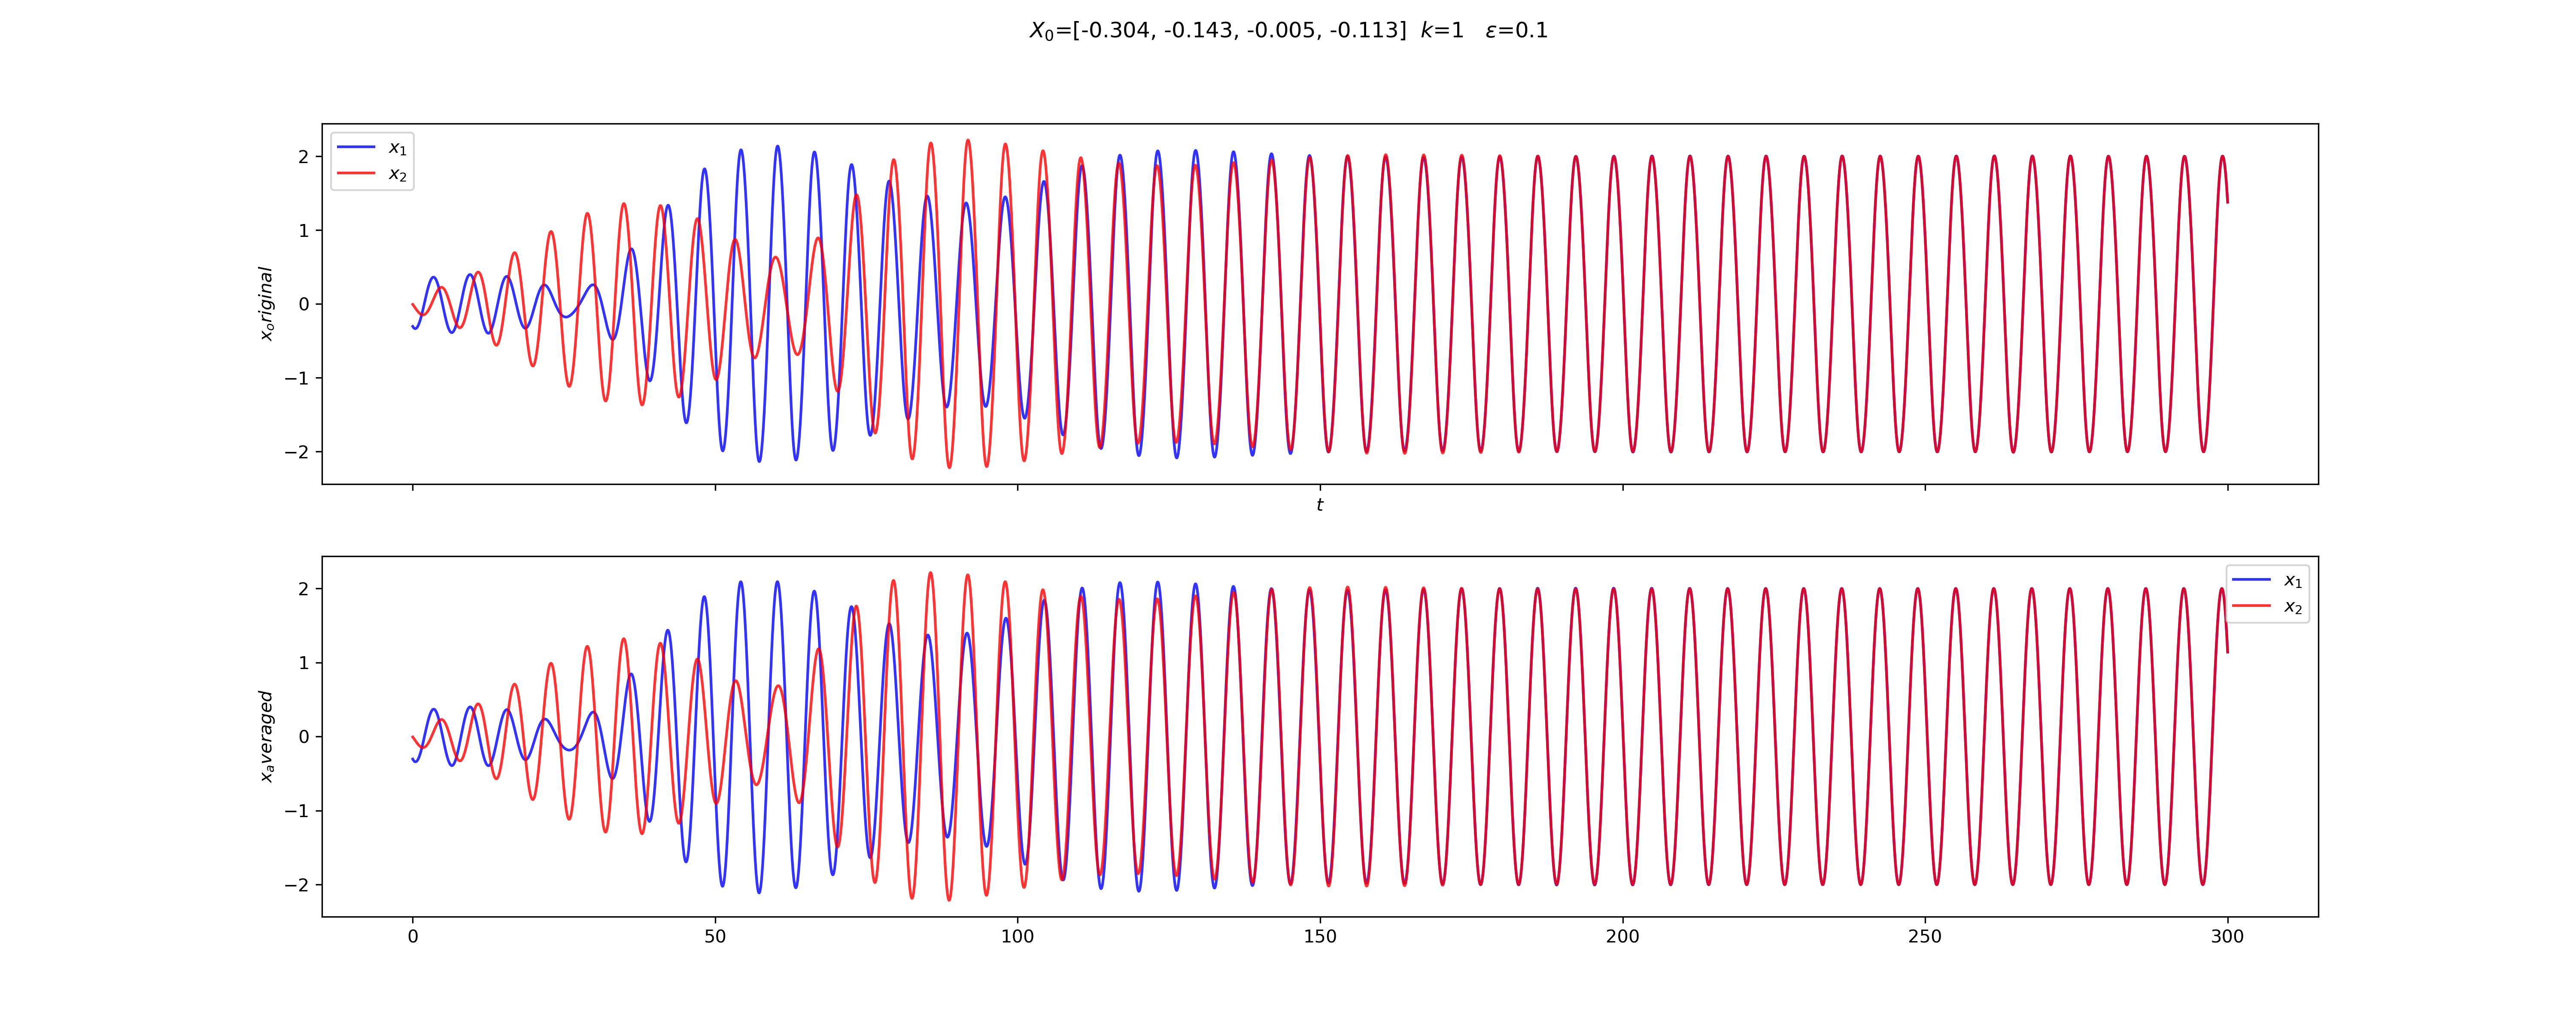 X₀=[-0.304, -0.143, -0.005, -0.113] k=1 ε=0.1
x₁
x₂
2
1
0
−1
−2
xₒriginal
t
x₁
x₂
2
1
0
−1
−2
xₐveraged
0 50 100 150 200 250 300